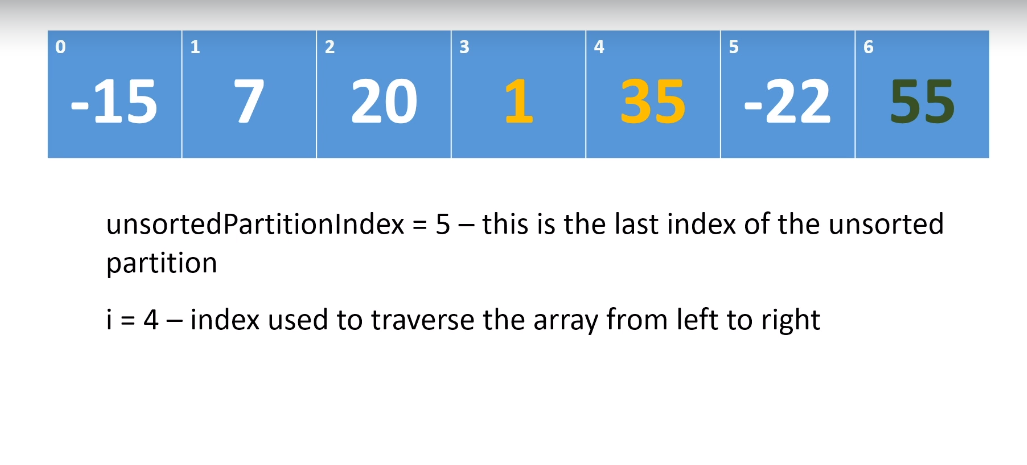 0 1 2 3 4 5 6
-15 7 20 1 35 -22 55
unsortedPartitionIndex = 5 – this is the last index of the unsorted
partition
i = 4 – index used to traverse the array from left to right